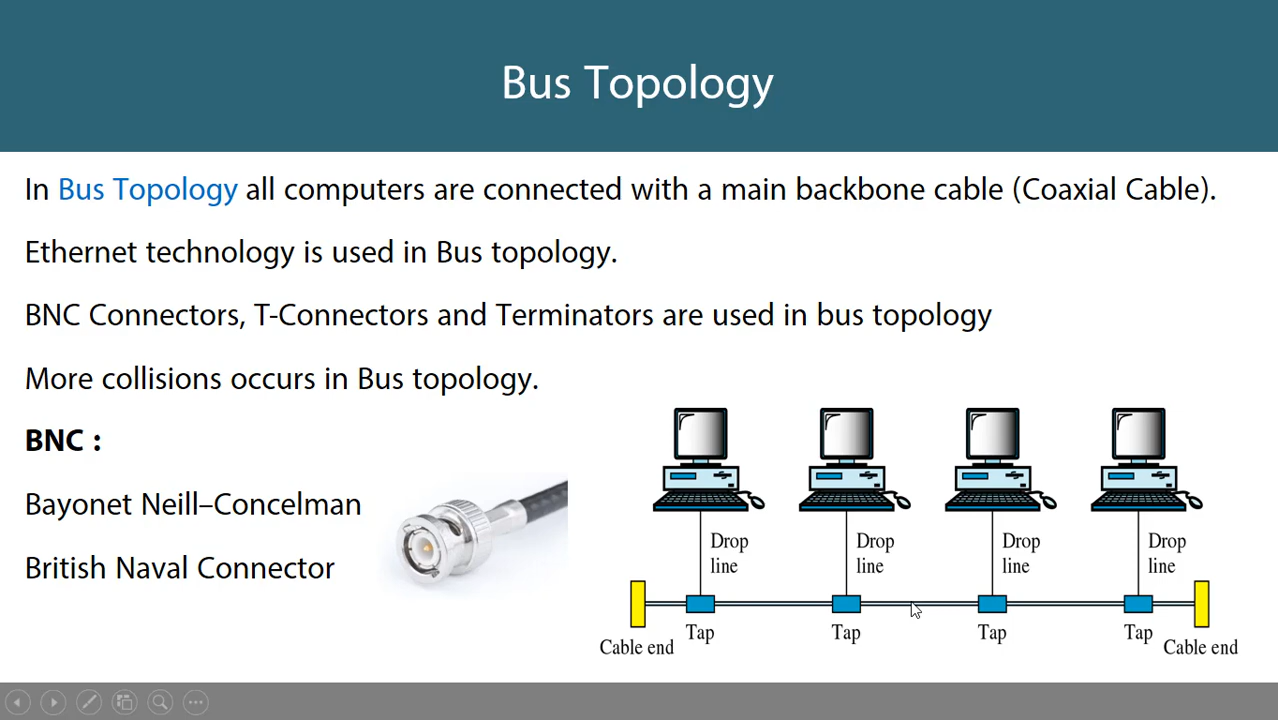 Bus Topology
In Bus Topology all computers are connected with a main backbone cable (Coaxial Cable).
Ethernet technology is used in Bus topology.
BNC Connectors, T-Connectors and Terminators are used in bus topology
More collisions occurs in Bus topology.
BNC :
Bayonet Neill–Concelman
British Naval Connector
Drop line
Drop line
Drop line
Drop line
Tap
Tap
Tap
Tap
Cable end
Cable end